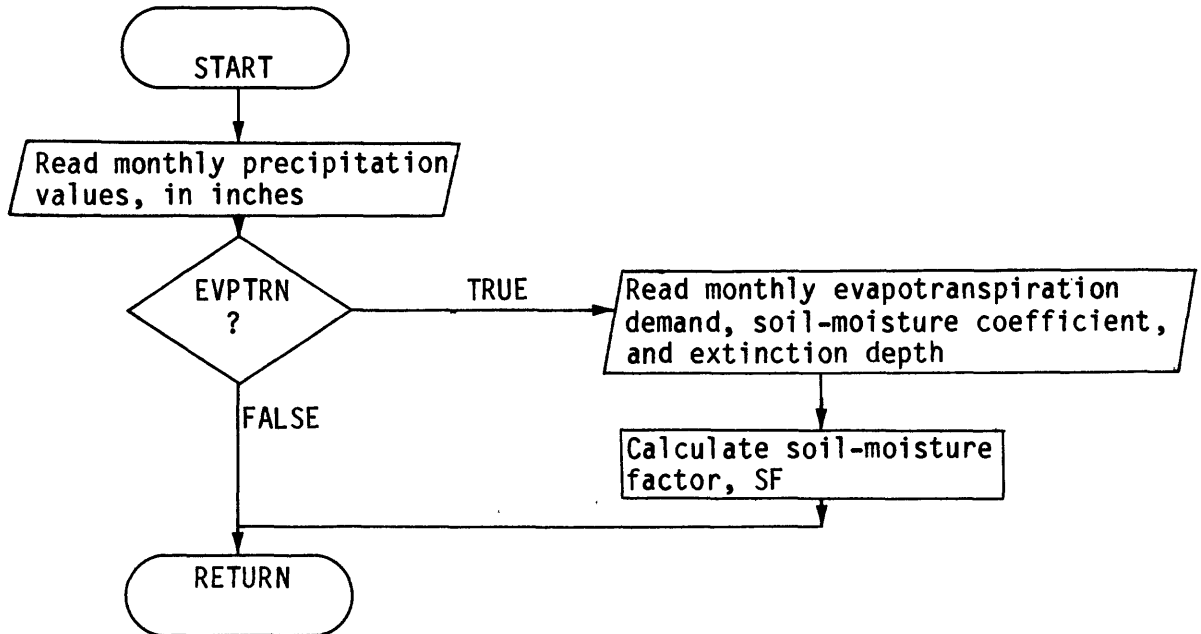 START
Read monthly precipitation
values, in inches
EVPTRN
?
TRUE
Read monthly evapotranspiration
demand, soil-moisture coefficient,
and extinction depth
FALSE
Calculate soil-moisture
factor, SF
RETURN